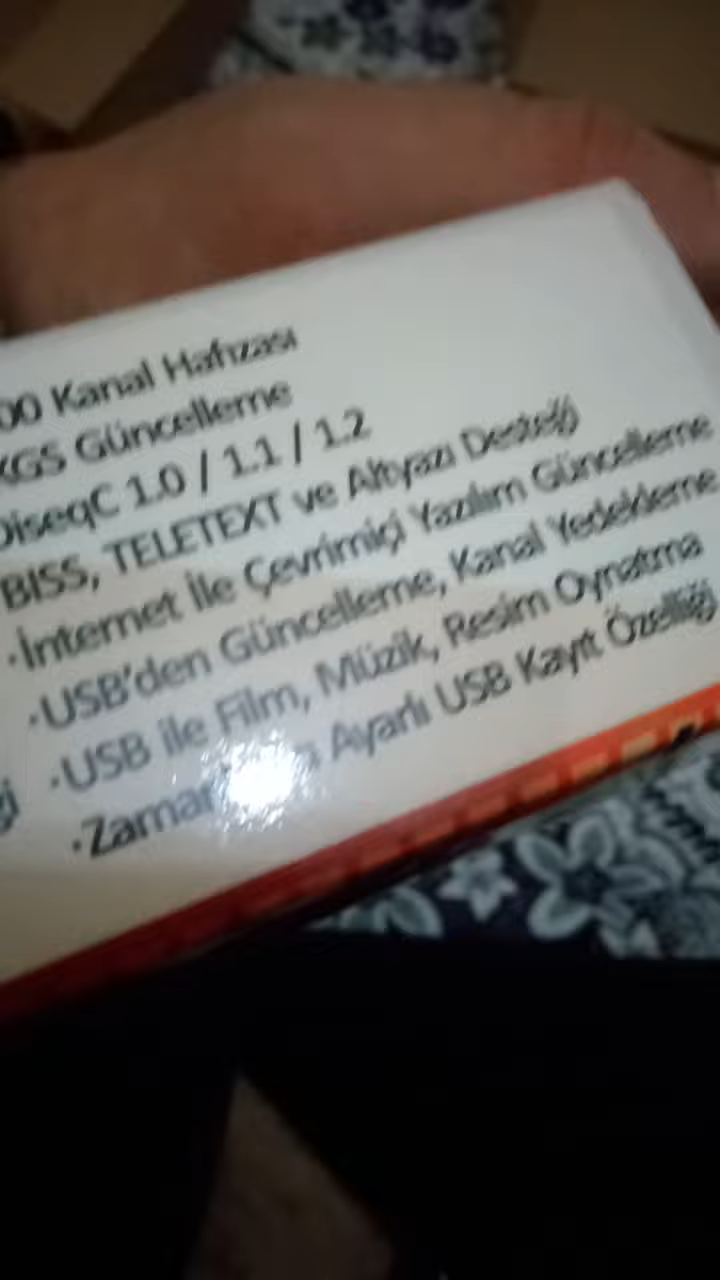 00 Kanal Hafızası
KGS Güncelleme
DiseqC 1.0 / 1.1 / 1.2
BISS, TELETEXT ve Altyazı Desteği
·İnternet İle Çevrimiçi Yazılım Güncelleme
·USB'den Güncelleme, Kanal Yedekleme
·USB ile Film, Müzik, Resim Oynatma
·Zaman Ayarlı USB Kayıt Özelliği